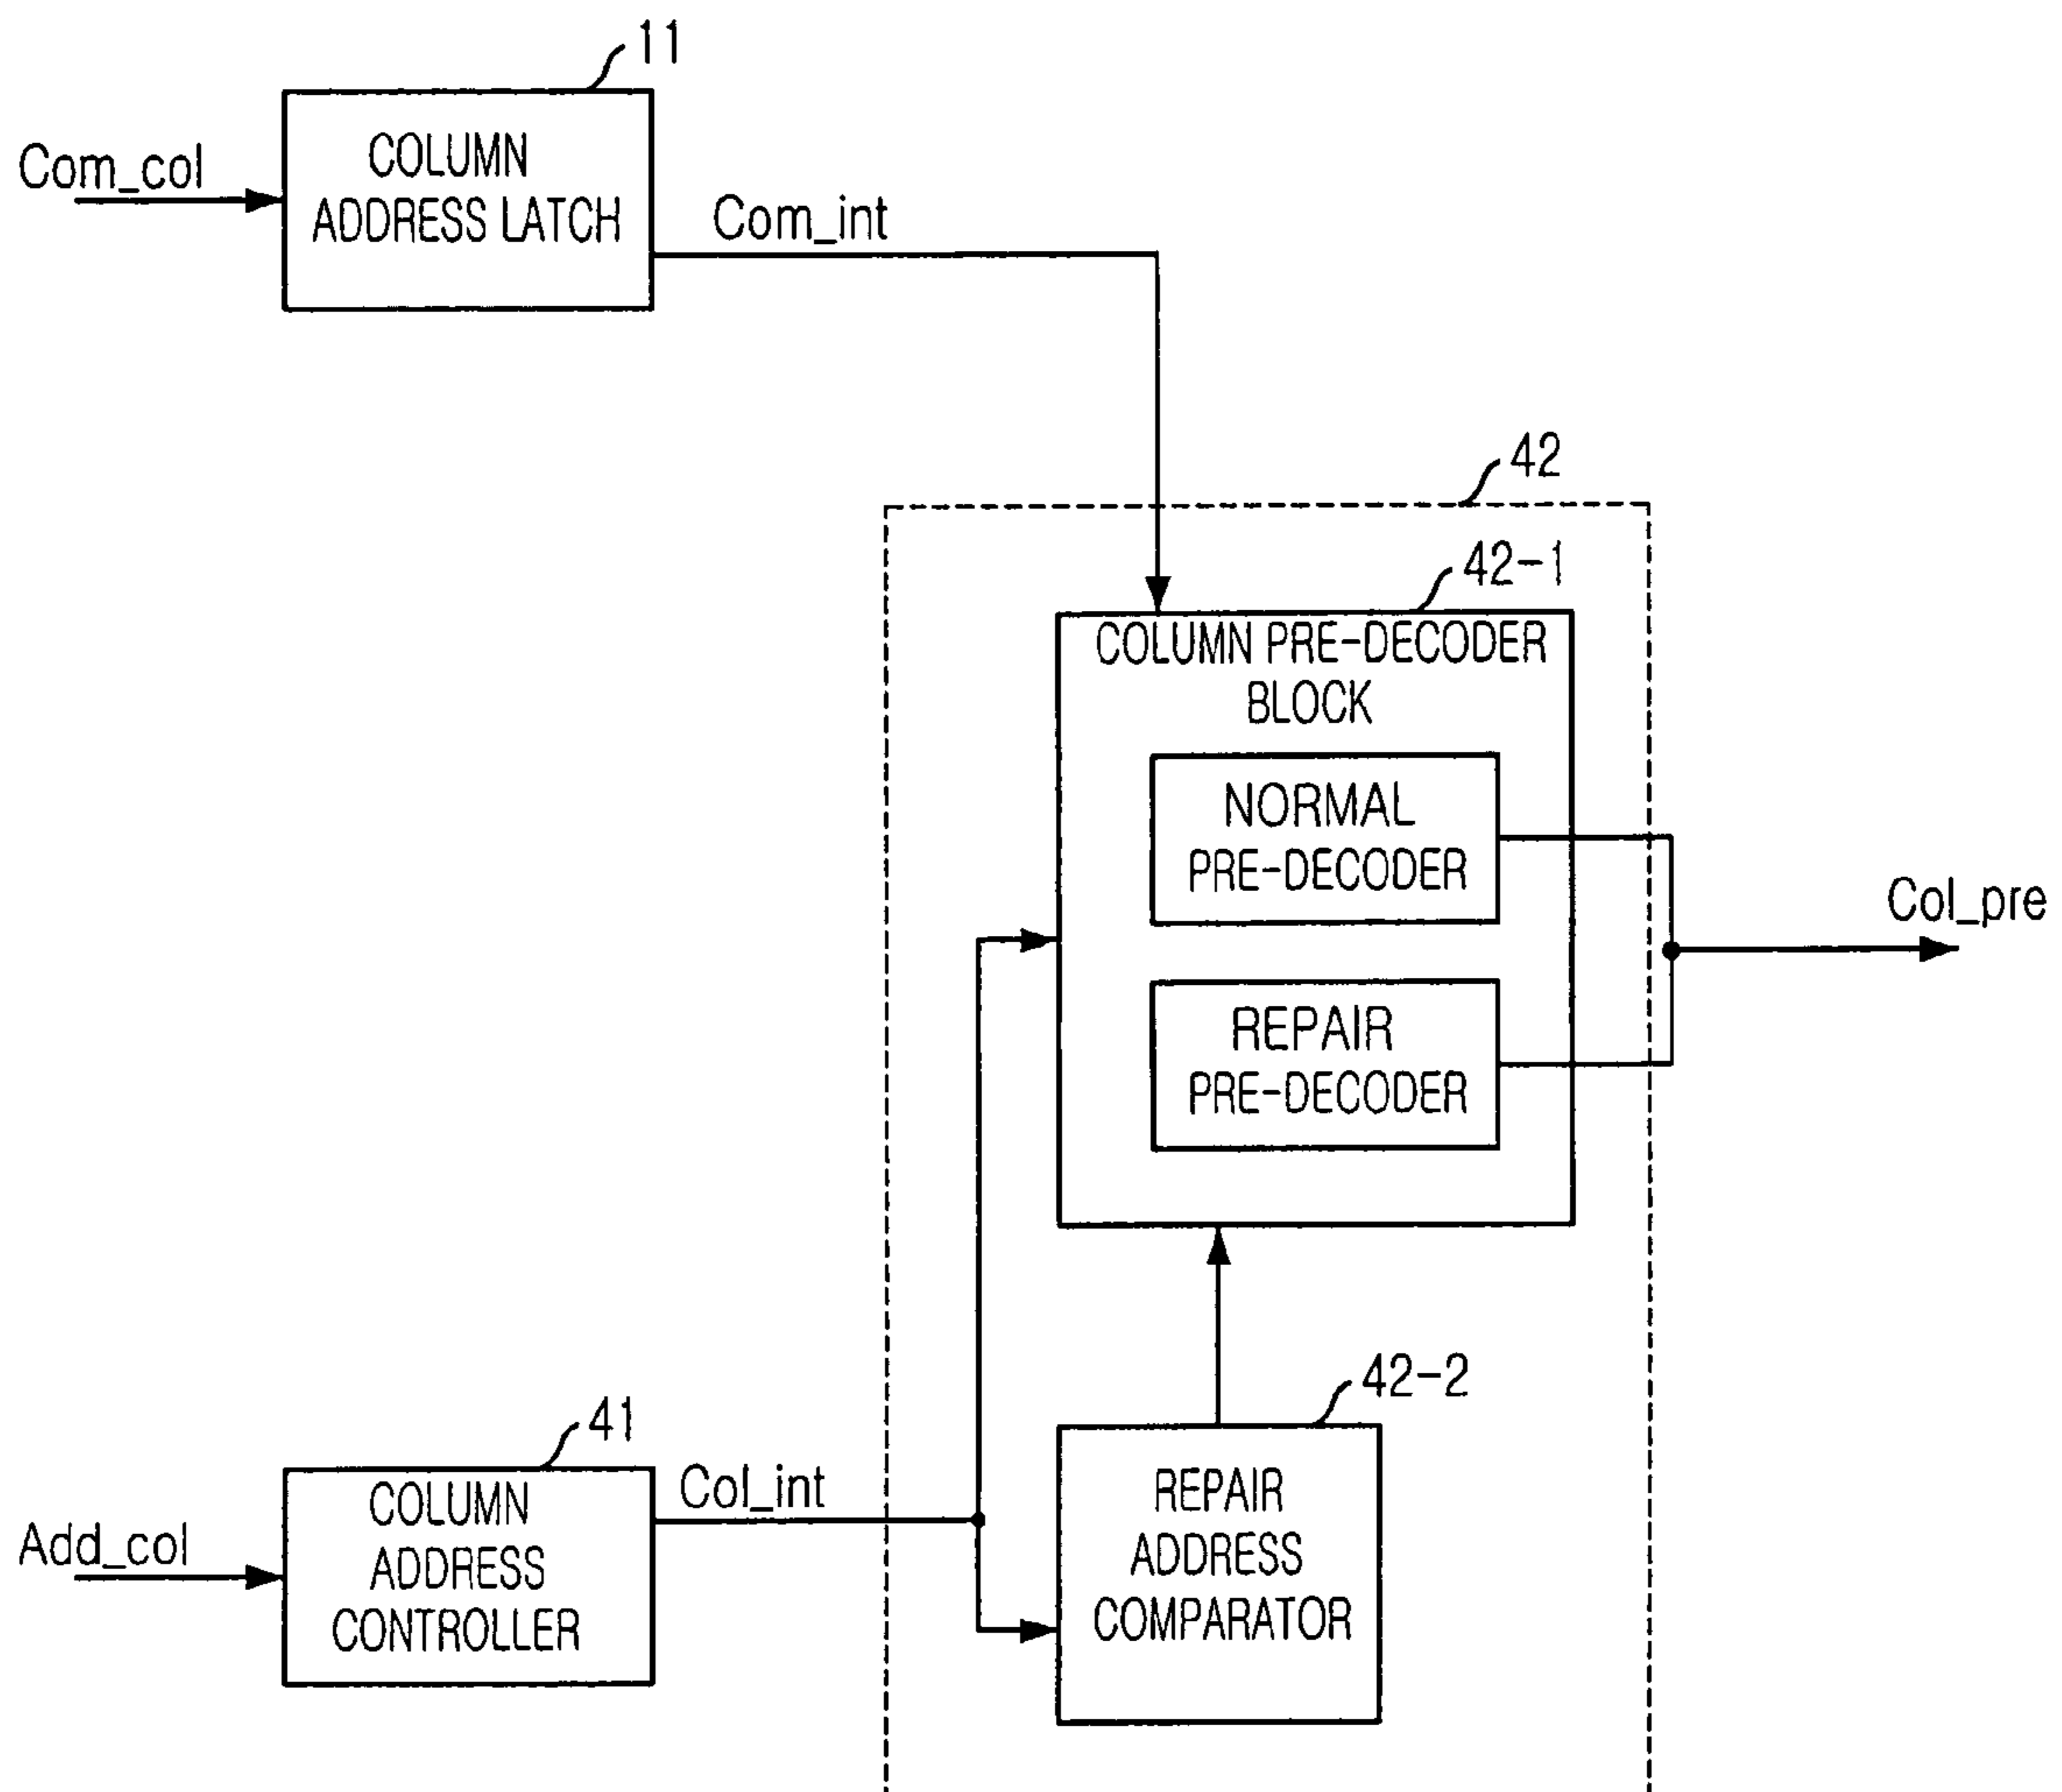 11
Com_col
COLUMN
ADDRESS LATCH
Com_int
42
42-1
COLUMN PRE-DECODER
BLOCK
NORMAL
PRE-DECODER
Col_pre
REPAIR
PRE-DECODER
42-2
41
Add_col
COLUMN
ADDRESS
CONTROLLER
Col_int
REPAIR
ADDRESS
COMPARATOR